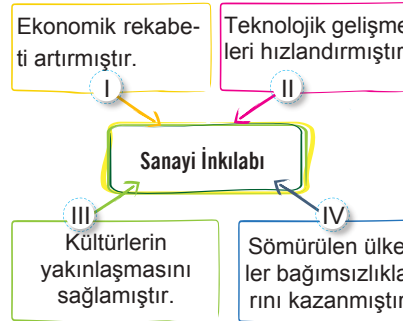 Ekonomik rekabe-
ti artırmıştır.
I
Teknolojik gelişme
leri hızlandırmıştır
II
Sanayi İnkılabı
III
Kültürlerin
yakınlaşmasını
sağlamıştır.
IV
Sömürülen ülke
ler bağımsızlıkla
rını kazanmıştır